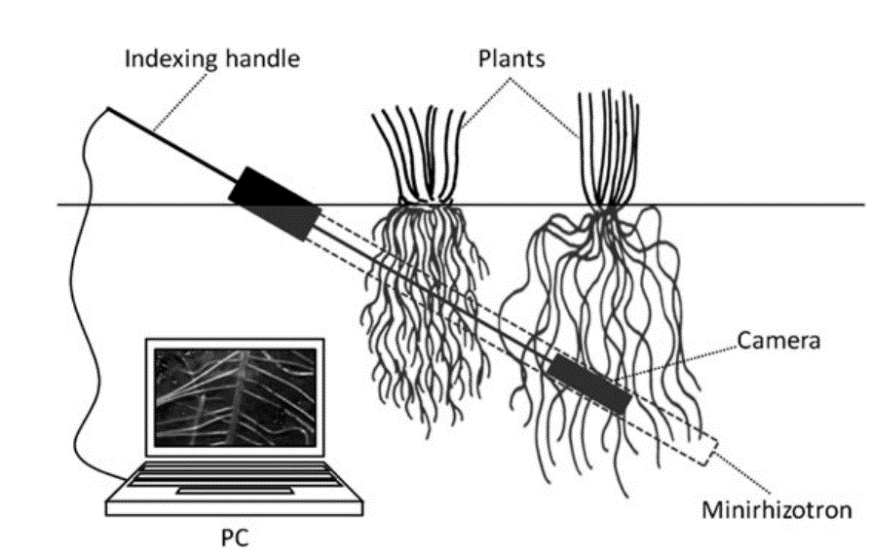 Indexing handle
Plants
Camera
Minirhizotron
PC